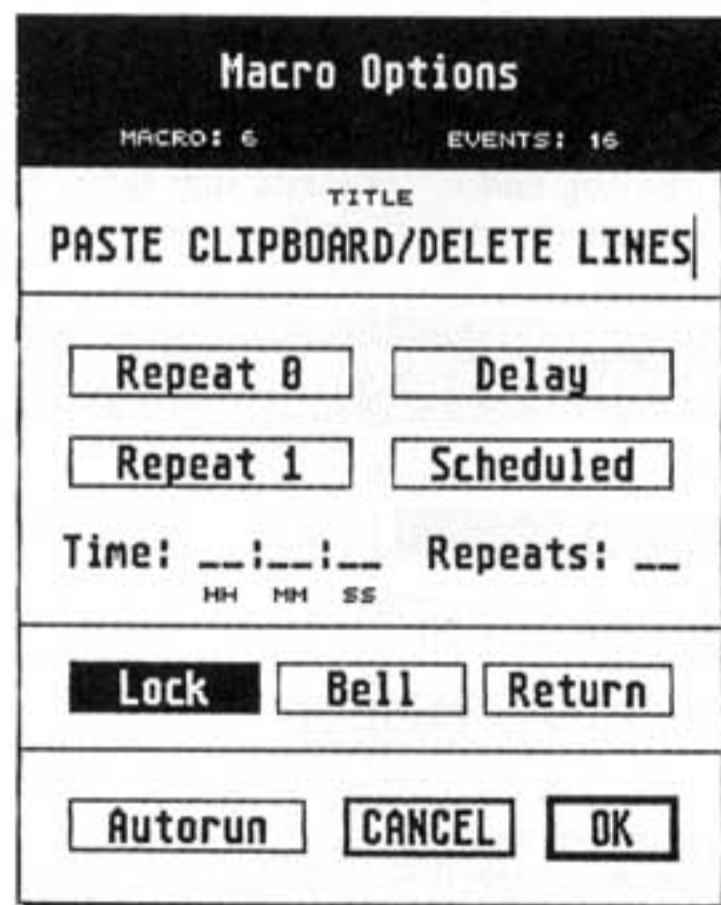 Macro Options
MACRO: 6 EVENTS: 16
TITLE
PASTE CLIPBOARD/DELETE LINES
Repeat 0 Delay
Repeat 1 Scheduled
Time: __:__:__ Repeats: __
HH MM SS
Lock Bell Return
Autorun CANCEL OK